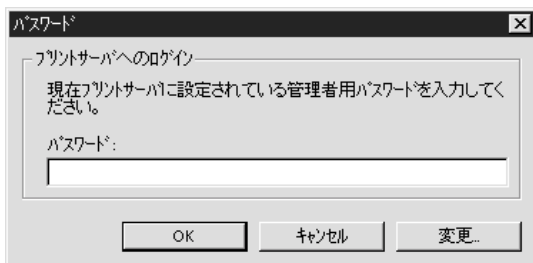 ﾊﾟｽﾜｰﾄﾞ
ﾌﾟﾘﾝﾄｻｰﾊﾞへのﾛｸﾞｲﾝ
現在ﾌﾟﾘﾝﾄｻｰﾊﾞに設定されている管理者用ﾊﾟｽﾜｰﾄﾞを入力してく
ださい。
ﾊﾟｽﾜｰﾄﾞ:
OK ｷｬﾝｾﾙ 変更...